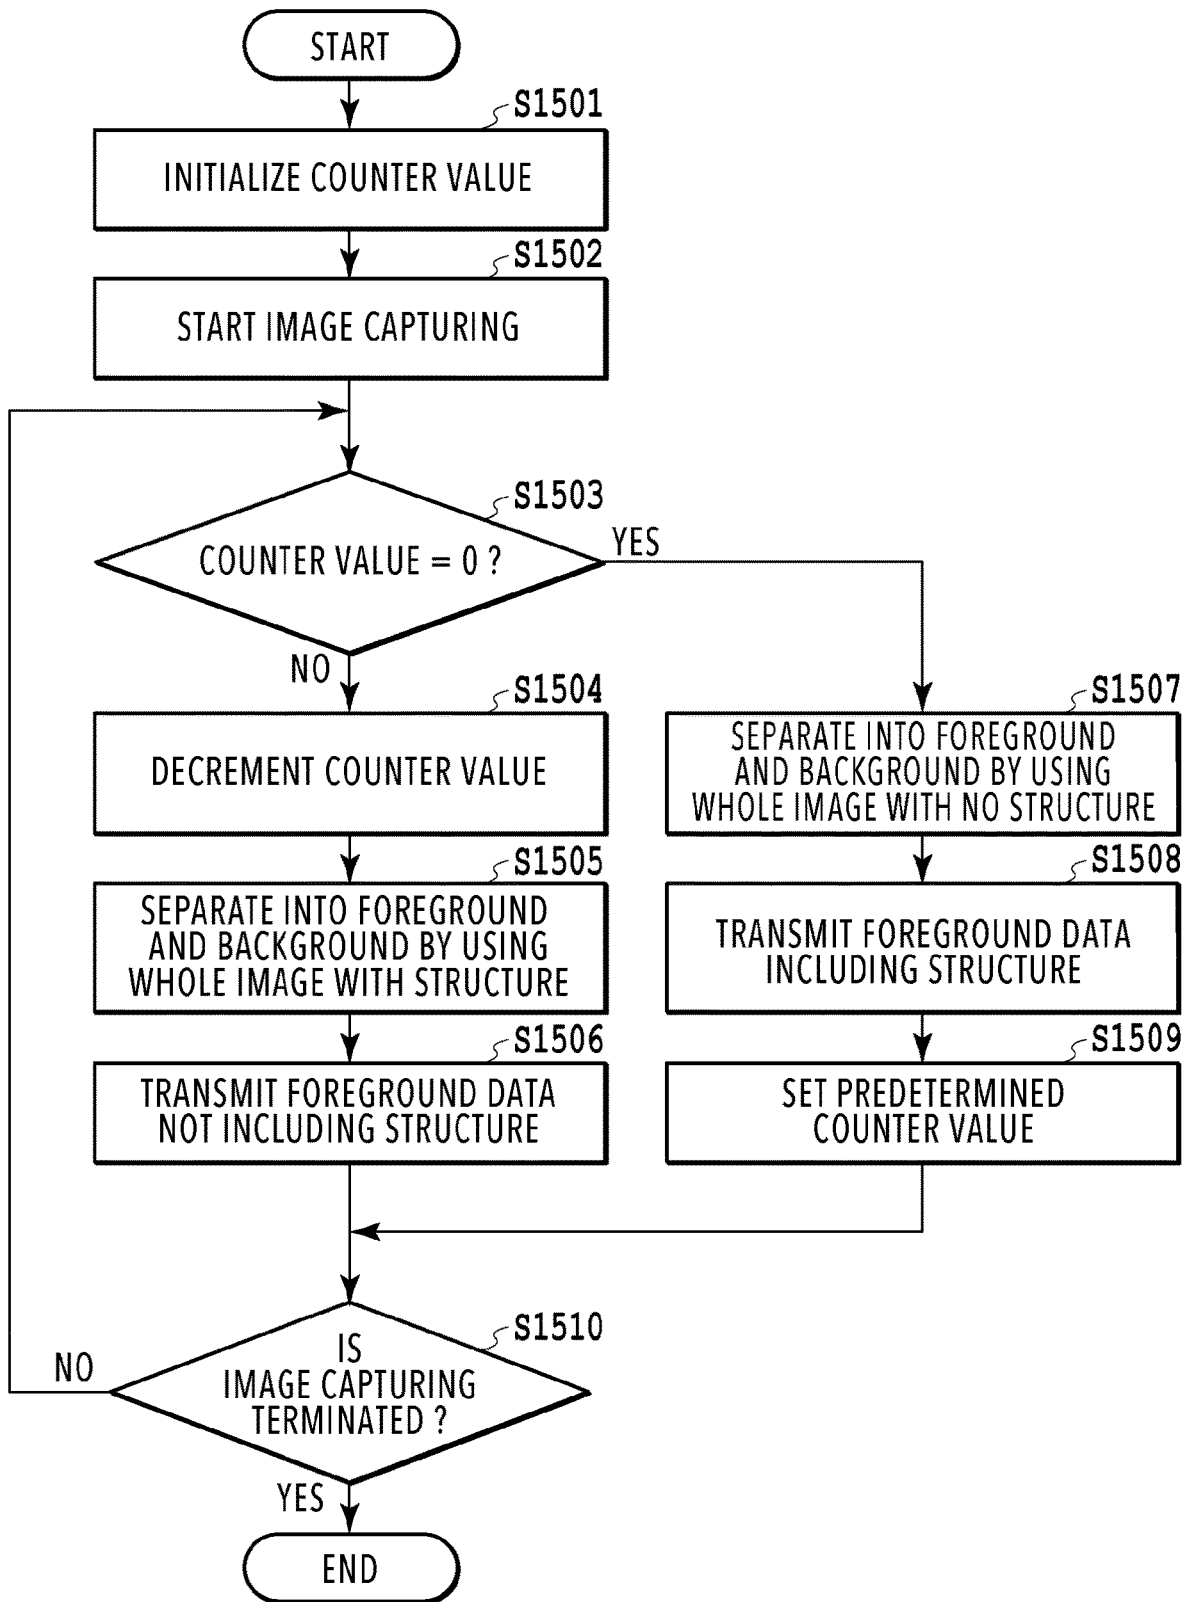 START
S1501
INITIALIZE COUNTER VALUE
S1502
START IMAGE CAPTURING
S1503
COUNTER VALUE = 0 ?
YES
NO
S1504
DECREMENT COUNTER VALUE
S1505
SEPARATE INTO FOREGROUND
AND BACKGROUND BY USING
WHOLE IMAGE WITH STRUCTURE
S1506
TRANSMIT FOREGROUND DATA
NOT INCLUDING STRUCTURE
S1507
SEPARATE INTO FOREGROUND
AND BACKGROUND BY USING
WHOLE IMAGE WITH NO STRUCTURE
S1508
TRANSMIT FOREGROUND DATA
INCLUDING STRUCTURE
S1509
SET PREDETERMINED
COUNTER VALUE
S1510
IS
IMAGE CAPTURING
TERMINATED ?
NO
YES
END